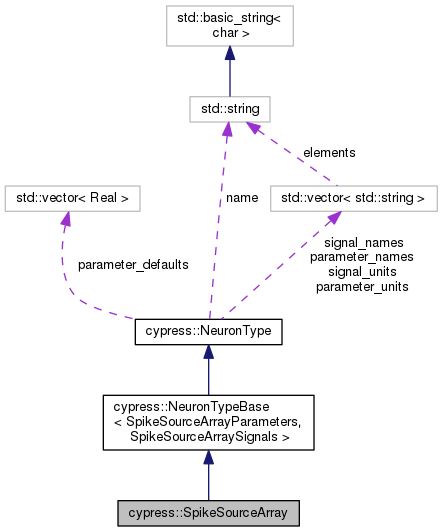 std::basic_string<
char >
std::string
elements
std::vector< Real >
name
std::vector< std::string >
signal_names
parameter_names
signal_units
parameter_units
parameter_defaults
cypress::NeuronType
cypress::NeuronTypeBase
< SpikeSourceArrayParameters,
SpikeSourceArraySignals >
cypress::SpikeSourceArray